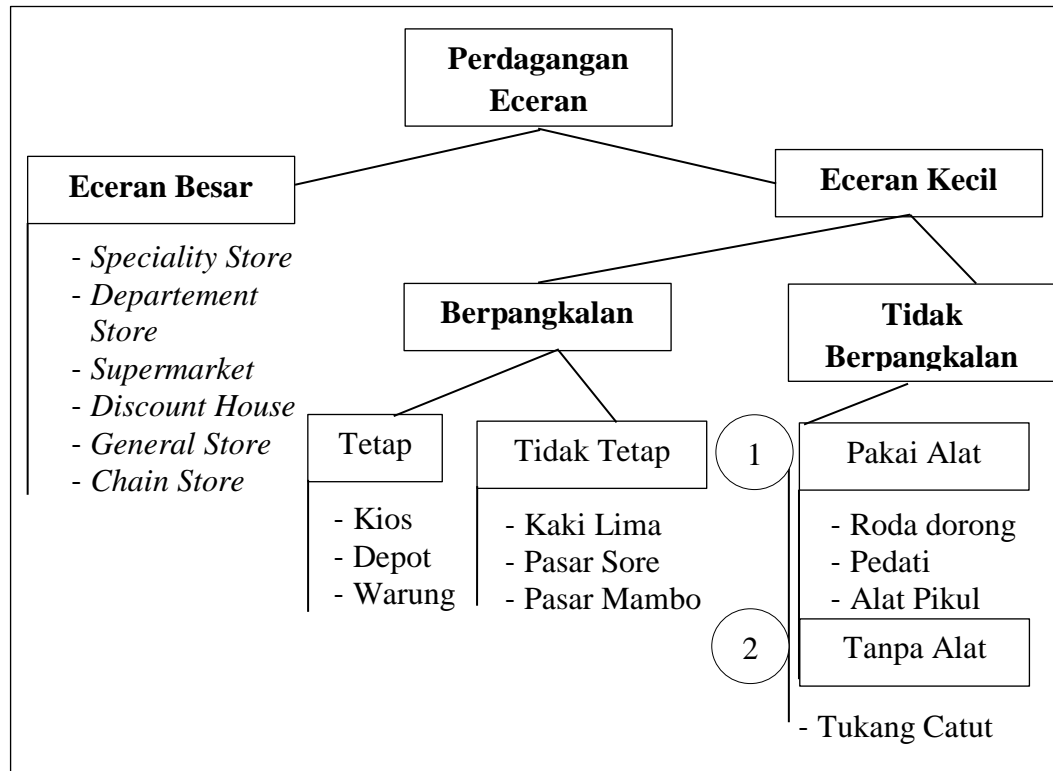 Perdagangan
Eceran
Eceran Besar
Eceran Kecil
- Speciality Store
- Departement
Store
- Supermarket
- Discount House
- General Store
- Chain Store
Berpangkalan
Tidak
Berpangkalan
Tetap
- Kios
- Depot
- Warung
Tidak Tetap
- Kaki Lima
- Pasar Sore
- Pasar Mambo
1
Pakai Alat
- Roda dorong
- Pedati
- Alat Pikul
2
Tanpa Alat
- Tukang Catut